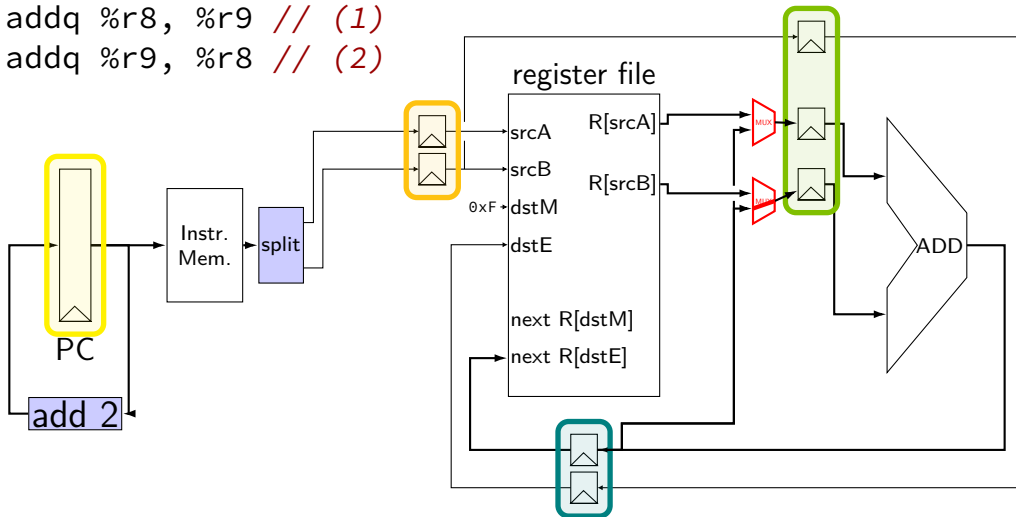 addq %r8, %r9 // (1)
addq %r9, %r8 // (2)
register file
srcA
srcB
0xF
dstM
dstE
next R[dstM]
next R[dstE]
R[srcA]
R[srcB]
MUX
MUX
Instr.
Mem.
split
ADD
PC
add 2